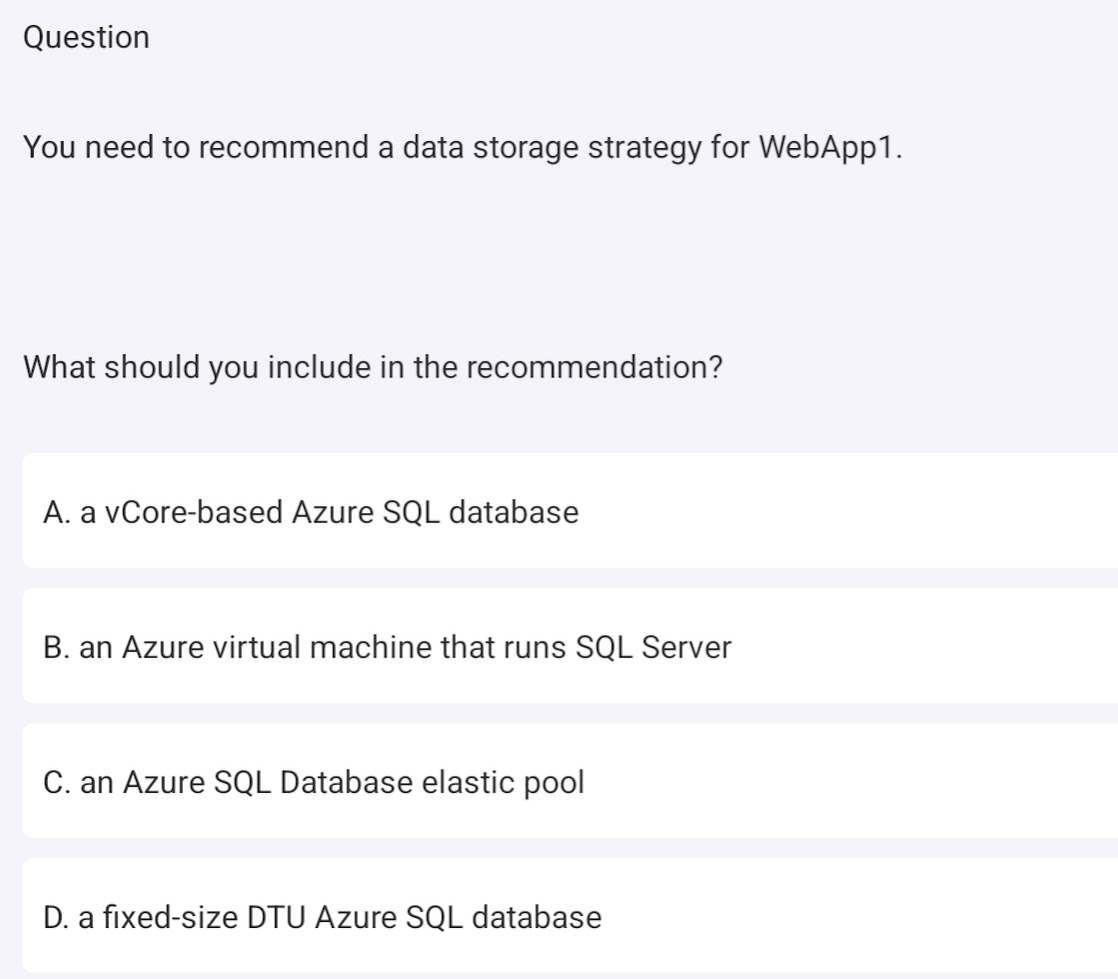 Question
You need to recommend a data storage strategy for WebApp1.
What should you include in the recommendation?
A. a vCore-based Azure SQL database
B. an Azure virtual machine that runs SQL Server
C. an Azure SQL Database elastic pool
D. a fixed-size DTU Azure SQL database